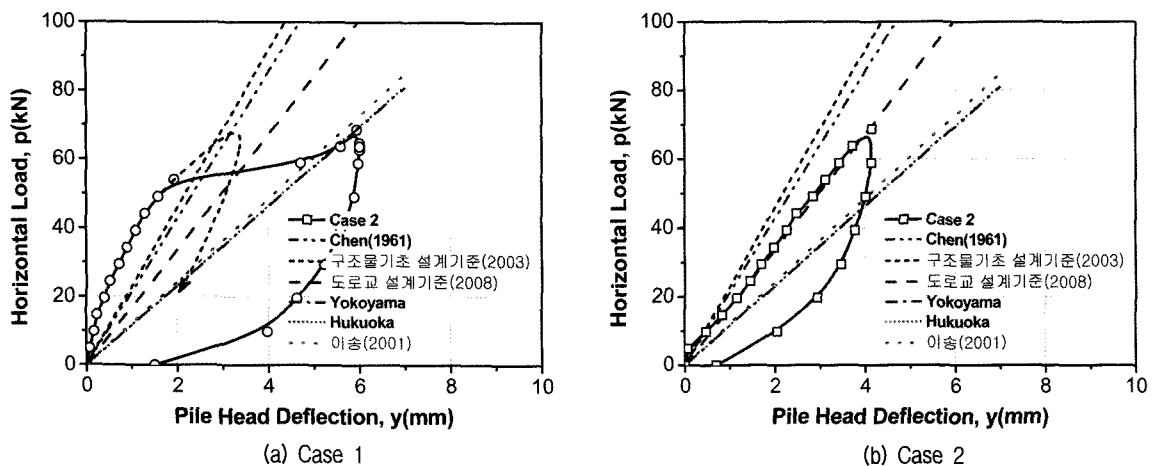 100
80
60
40
20
0
Horizontal Load, p(kN)
0 2 4 6 8 10
Pile Head Deflection, y(mm)
Case 2
Chen(1961)
구조물기초 설계기준(2003)
도로교 설계기준(2008)
Yokoyama
Hukuoka
이송(2001)
(a) Case 1
100
80
60
40
20
0
Horizontal Load, p(kN)
0 2 4 6 8 10
Pile Head Deflection, y(mm)
Case 2
Chen(1961)
구조물기초 설계기준(2003)
도로교 설계기준(2008)
Yokoyama
Hukuoka
이송(2001)
(b) Case 2